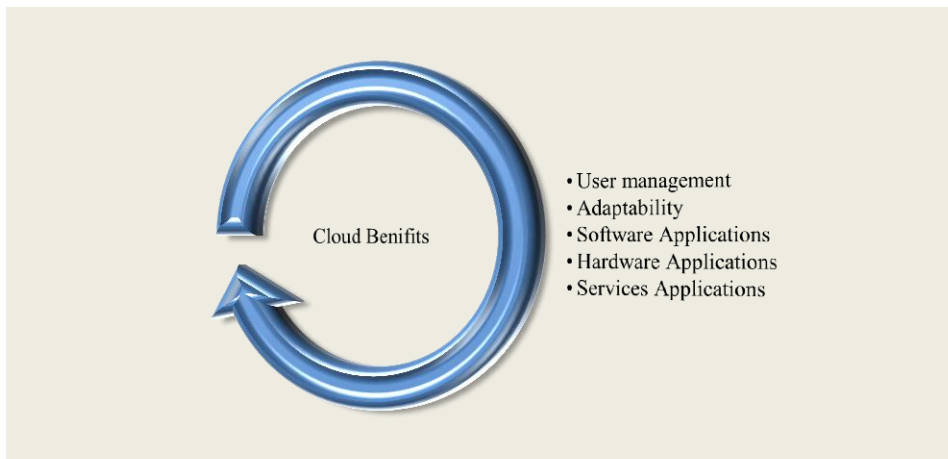 Cloud Benifits
• User management
• Adaptability
• Software Applications
• Hardware Applications
• Services Applications